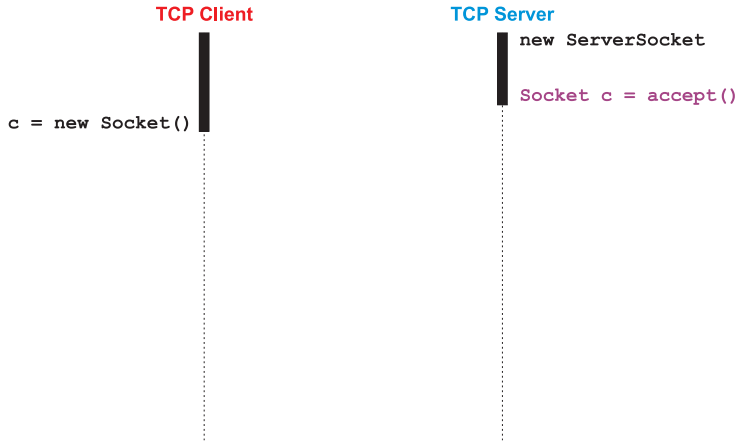 TCP Client
TCP Server
new ServerSocket
Socket c = accept()
c = new Socket()